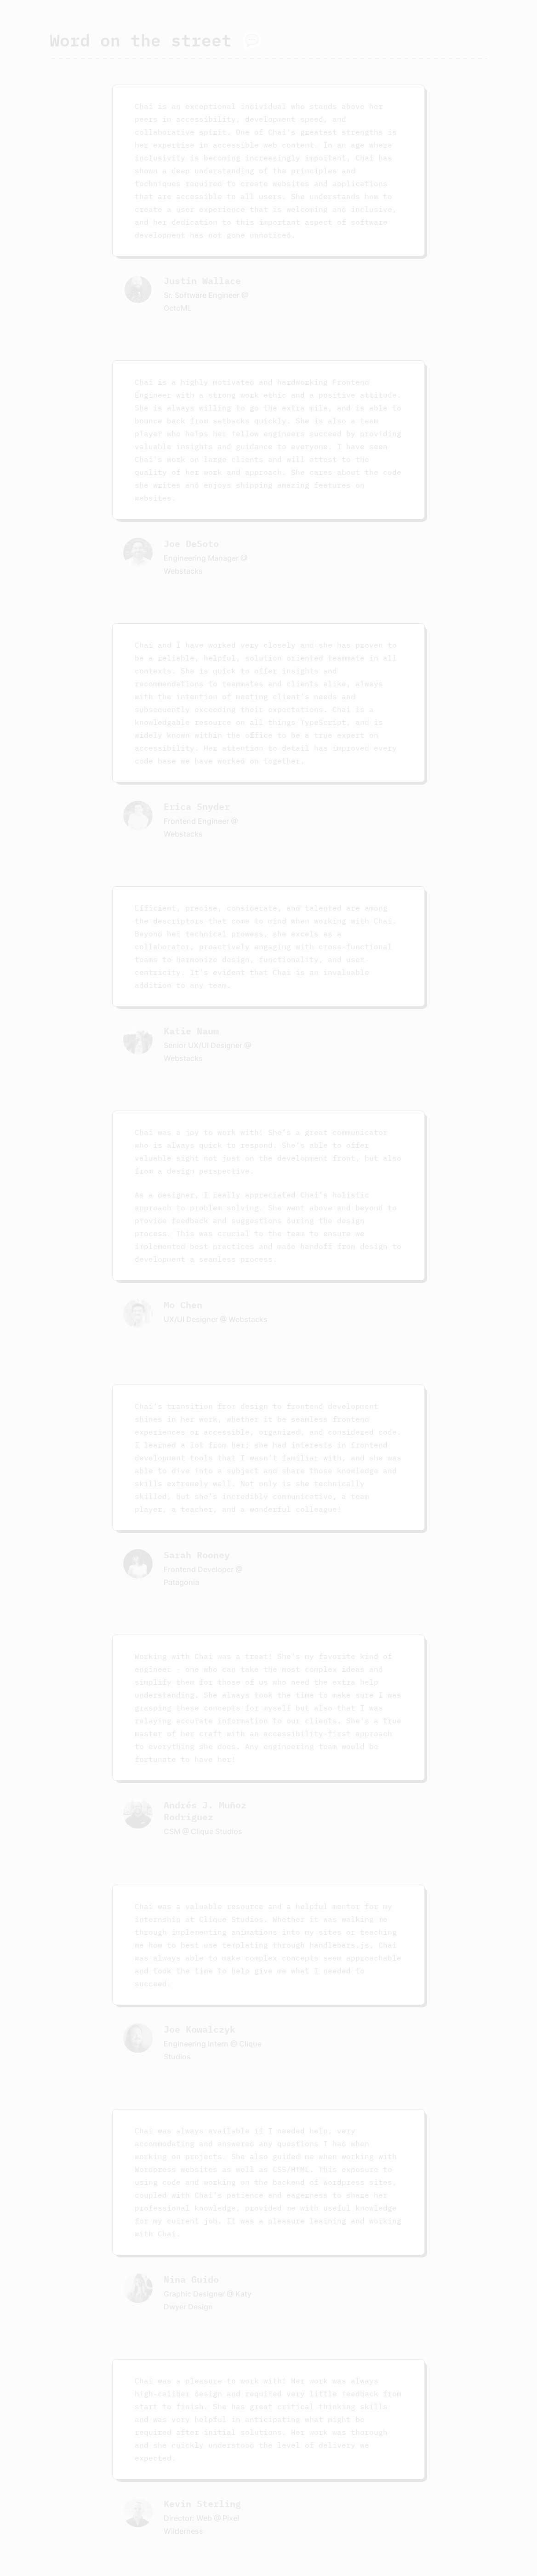 Word on the street
Chai is an exceptional individual who stands above her
peers in accessibility, development speed, and
collaborative spirit. One of Chai's greatest strengths is
her expertise in accessible web content. In an age where
inclusivity is becoming increasingly important, Chai has
shown a deep understanding of the principles and
techniques required to create websites and applications
that are accessible to all users. She understands how to
create a user experience that is welcoming and inclusive,
and her dedication to this important aspect of software
development has not gone unnoticed.
Justin Wallace
Sr. Software Engineer @
OctoML
Chai is a highly motivated and hardworking Frontend
Engineer with a strong work ethic and a positive attitude.
She is always willing to go the extra mile, and is able to
bounce back from setbacks quickly. She is also a team
player who helps her fellow engineers succeed by providing
valuable insights and guidance to everyone. I have seen
Chai's work on large clients and will attest to the
quality of her work and approach. She cares about the code
she writes and enjoys shipping amazing features on
websites.
Joe DeSoto
Engineering Manager @
Webstacks
Chai and I have worked very closely and she has proven to
be a reliable, helpful, solution oriented teammate in all
contexts. She is quick to offer insights and
recommendations to teammates and clients alike, always
with the intention of meeting client's needs and
subsequently exceeding their expectations. Chai is a
knowledgable resource on all things TypeScript, and is
widely known within the office to be a true expert in
accessibility. Her attention to detail has improved every
code base we have worked on together.
Erica Snyder
Frontend Engineer @
Webstacks
Efficient, precise, considerate, and talented are among
the descriptors that come to mind when working with Chai.
Beyond her technical prowess, she excels as a
collaborator, proactively engaging with cross-functional
teams to harmonize design, functionality, and user-
centricity. It's evident that Chai is an invaluable
addition to any team.
Katie
Senior UX/UI Designer @
Webstacks
Chai was a joy to work with! She's a great communicator
who is always quick to respond. She's able to offer
valuable sight not just on the development front, but also
from a design perspective.
As a designer, I really appreciated Chai's holistic
approach to problem solving. She went above and beyond to
provide feedback and suggestions during the design
process. This was crucial to the team to ensure we
implemented best practices and made handoff from design to
development a seamless process.
Mo Chen
UX/UI Designer @ Webstacks
Chai's transition from design to frontend development
shines in her work, whether it be seamless frontend
experiences or accessible, organized, and considered code.
I learned a lot from her; she had interests in frontend
development tools that I wasn't familiar with, and she was
able to dive into a subject and share those knowledge and
skills extremely well. Not only is she technically
skilled, but she's incredibly communicative, a team
player, a teacher, and a wonderful colleague!
Sarah Rooney
Frontend Developer @
Patagonia
Working with Chai was a treat! She's my favorite kind of
engineer - one who can take the most complex ideas and
simplify them for those of us who need the extra help
understanding. She always took the time to make sure I was
grasping these concepts for myself but also that I was
relaying accurate information to our clients. She's a true
master of her craft with an accessibility-first approach
to everything she does. Any engineering team would be
fortunate to have her!
Andrés J. Muñoz
Rodriguez
CSM @ Clique Studios
Chai was a valuable resource and a helpful mentor for my
internship at Clique Studios. Whether it was walking me
through implementing animations into my sites or teaching
me how to best use templating through handlebars js, Chai
was always able to make complex concepts seem approachable
and took the time to help give me what I needed to
succeed.
Joe Kowalczyk
Engineering Intern @ Clique
Studios
Chai was always available if I needed help, very
accommodating and answered any questions I had when
working on projects. She also guided me when working with
Wordpress websites as well as CSS/HTML. This exposure to
using code and working on the backend of Wordpress sites,
coupled with Chai's patience and eagerness to share her
professional knowledge, provided me with useful knowledge
for my current job. It was a pleasure learning and working
with Chai.
Nina Guido
Graphic Designer @ Katy
Dwyer Design
Chai was a pleasure to work with! Her work was always
high-caliber design and required very little feedback from
start to finish. She has great critical thinking skills
and was very helpful in anticipating what might be
required after initial solutions. Her work was thorough
and she quickly understood the level of delivery we
expected.
Kevin Sterling
Director, Web @ Pixel
Wilderness